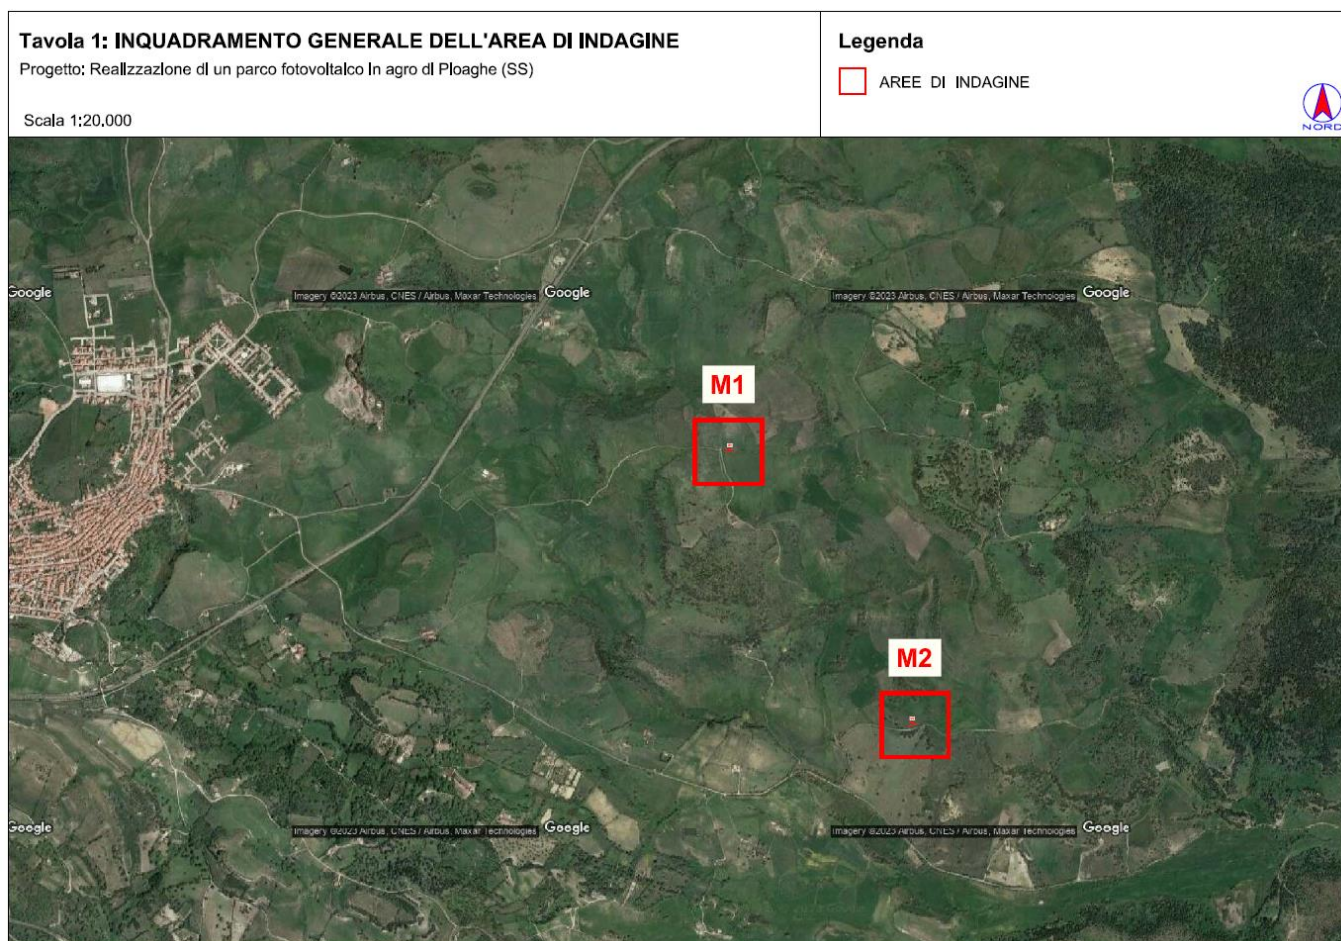 Tavola 1: INQUADRAMENTO GENERALE DELL'AREA DI INDAGINE
Progetto: Realizzazione di un parco fotovoltaico in agro di Ploaghe (SS)
Scala 1:20.000
Legenda
AREE DI INDAGINE
NORD
Google
Imagery ©2023 Airbus, CNES / Airbus, Maxar Technologies
Google
Imagery ©2023 Airbus, CNES / Airbus, Maxar Technologies
Google
M1
M2
Google
Imagery ©2023 Airbus, CNES / Airbus, Maxar Technologies
Google
Imagery ©2023 Airbus, CNES / Airbus, Maxar Technologies
Google